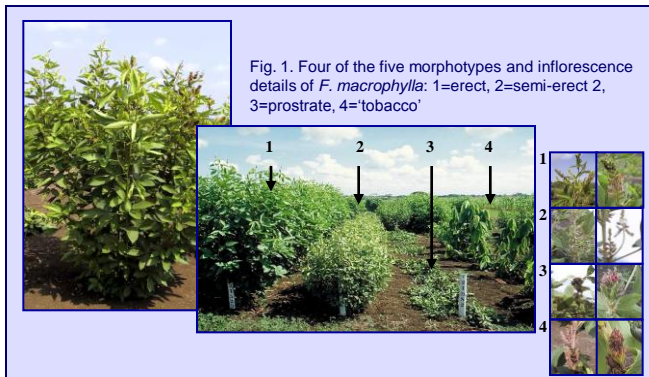 Fig. 1. Four of the five morphotypes and inflorescence
details of F. macrophylla: 1=erect, 2=semi-erect 2,
3=prostrate, 4=‘tobacco’
1 2 3 4
1
2
3
4